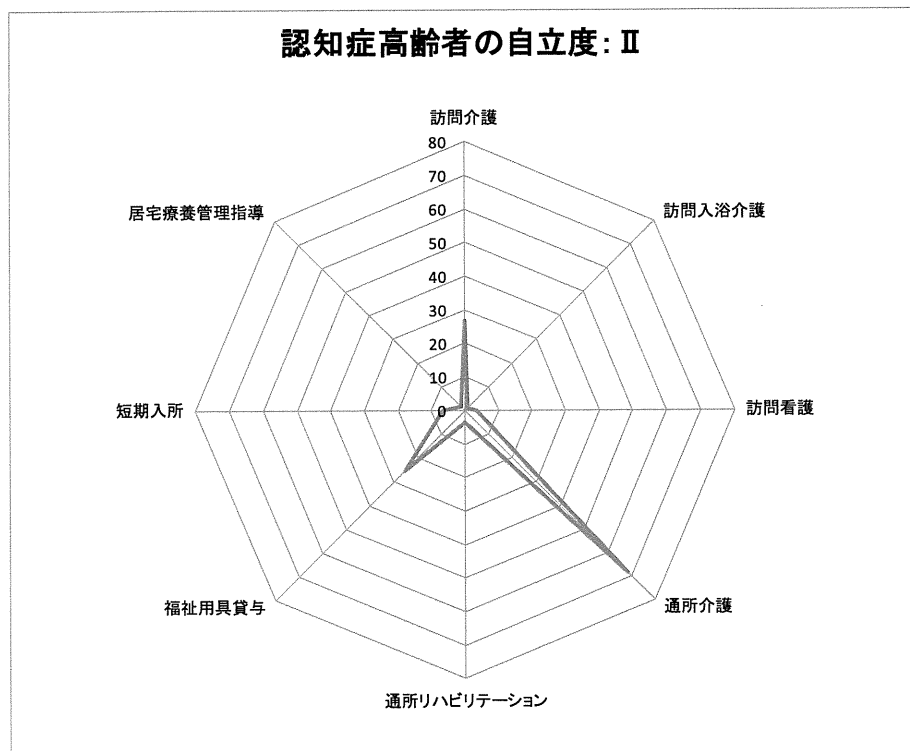 認知症高齢者の自立度:Ⅱ
訪問介護
80
70
60
50
40
30
20
10
0
訪問入浴介護
訪問看護
通所介護
通所リハビリテーション
福祉用具貸与
短期入所
居宅療養管理指導